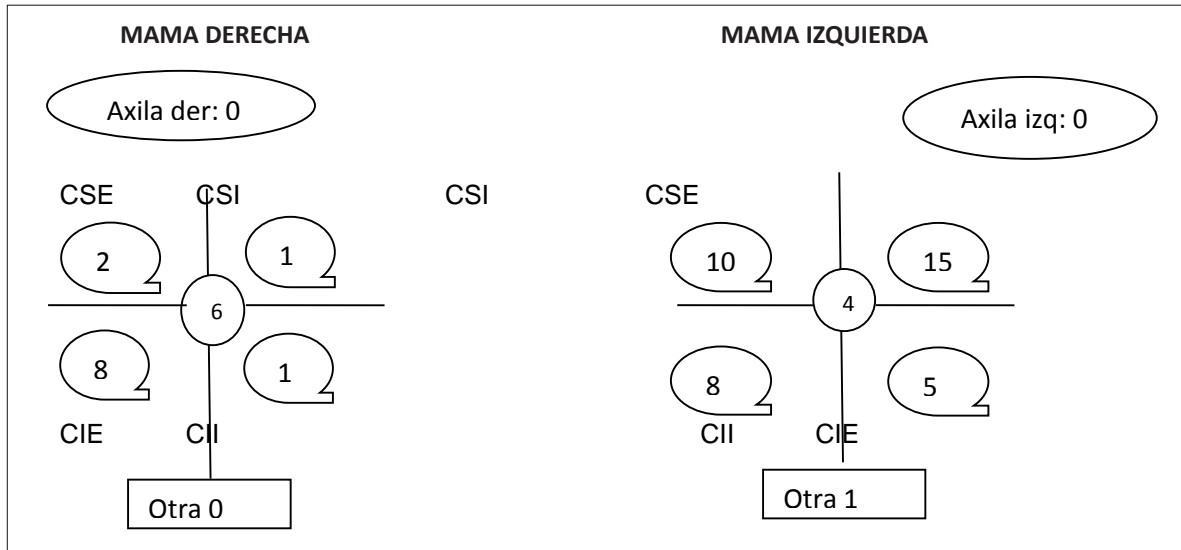 MAMA DERECHA MAMA IZQUIERDA
Axila der: 0 Axila izq: 0
CSE CSI CSI CSE
2 1 10 15
6 4
8 1 8 5
CIE CII CII CIE
Otra 0 Otra 1